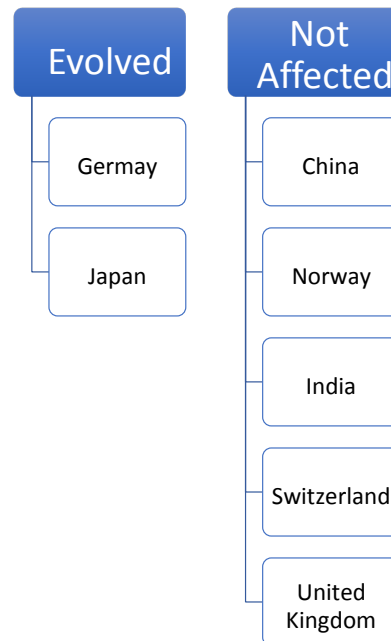 Evolved
Germay
Japan
Not
Affected
China
Norway
India
Switzerland
United
Kingdom